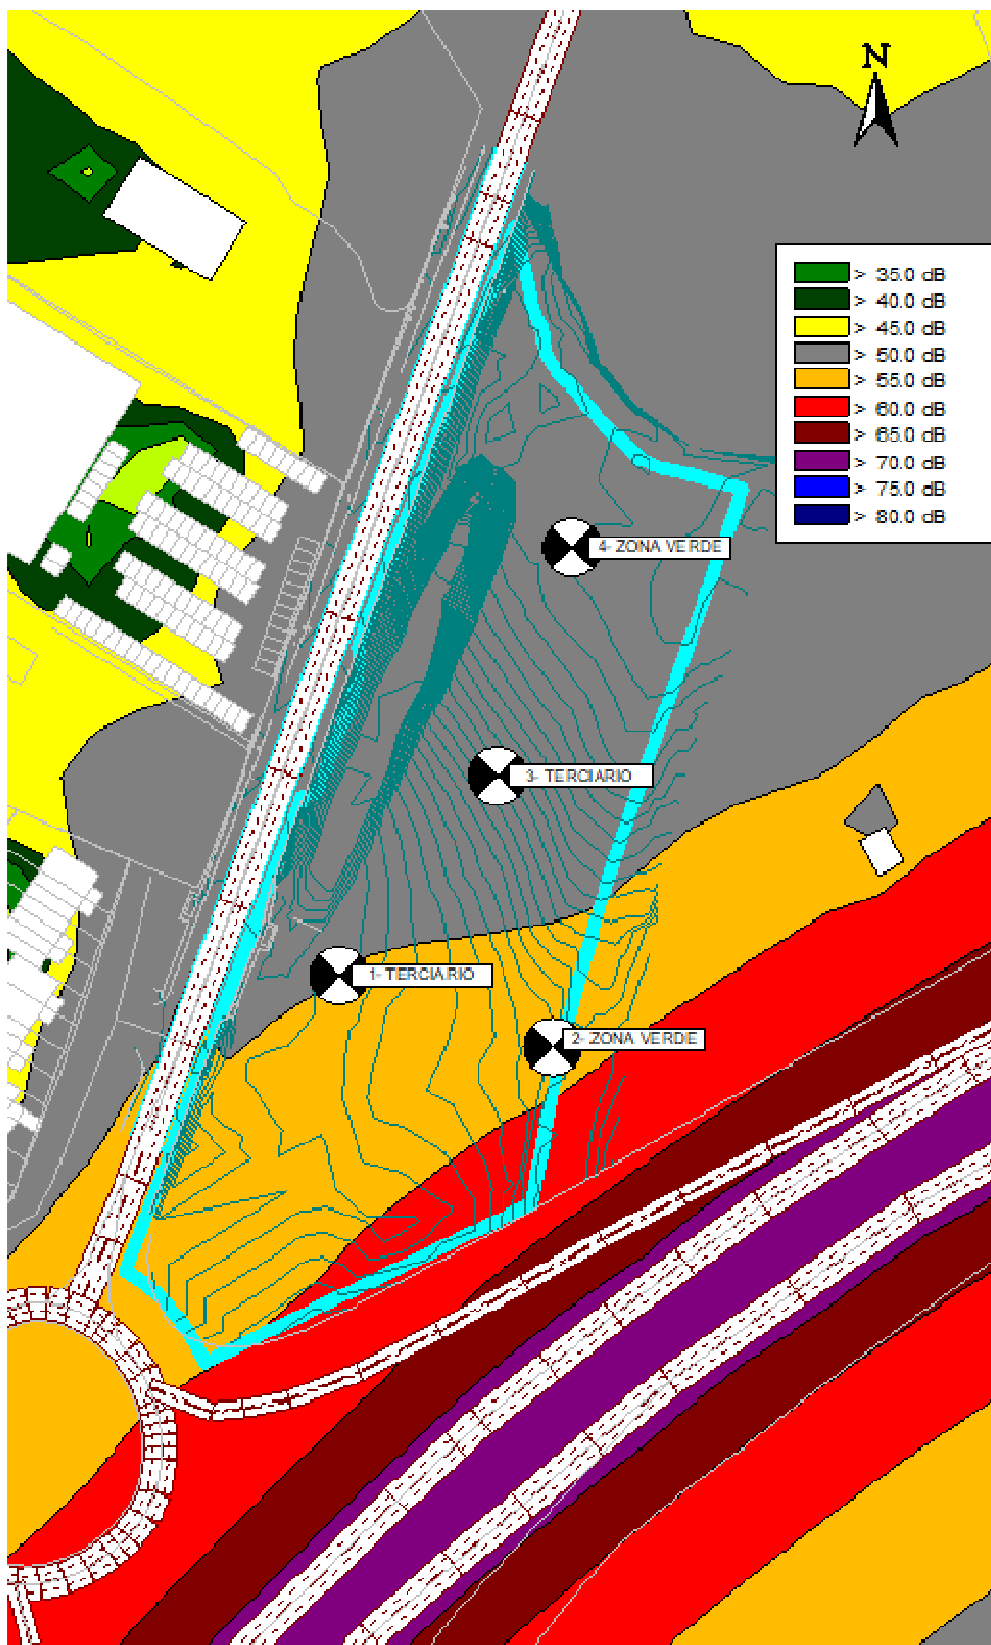 N
> 35.0 dB
> 40.0 dB
> 45.0 dB
> 50.0 dB
> 55.0 dB
> 60.0 dB
> 65.0 dB
> 70.0 dB
> 75.0 dB
> 80.0 dB
4- ZONA VERDE
3- TERCIARIO
1- TERCIARIO
2- ZONA VERDE